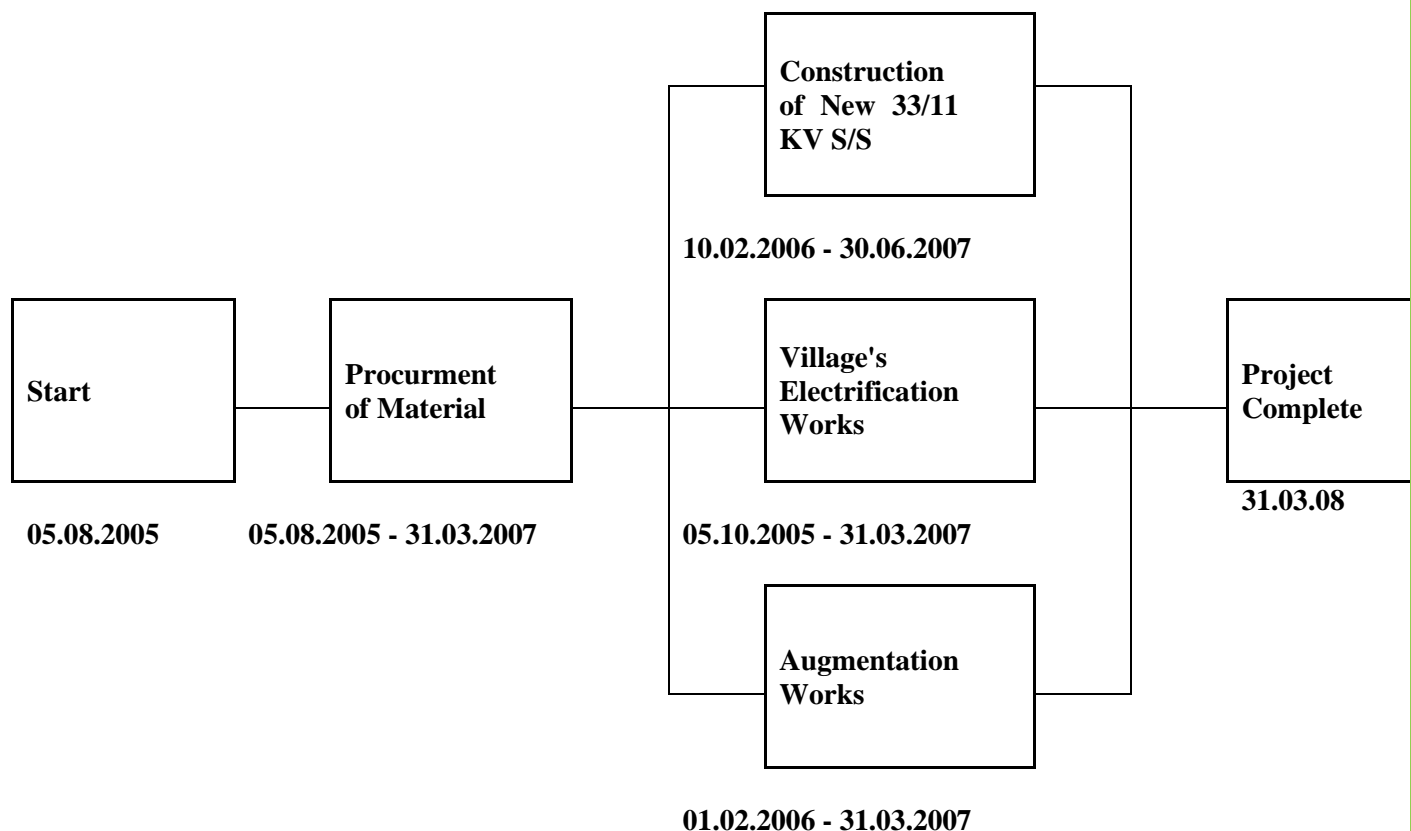 Construction
of New 33/11
KV S/S
10.02.2006 - 30.06.2007
Start
05.08.2005
Procurment
of Material
05.08.2005 - 31.03.2007
Village's
Electrification
Works
05.10.2005 - 31.03.2007
Project
Complete
31.03.08
Augmentation
Works
01.02.2006 - 31.03.2007